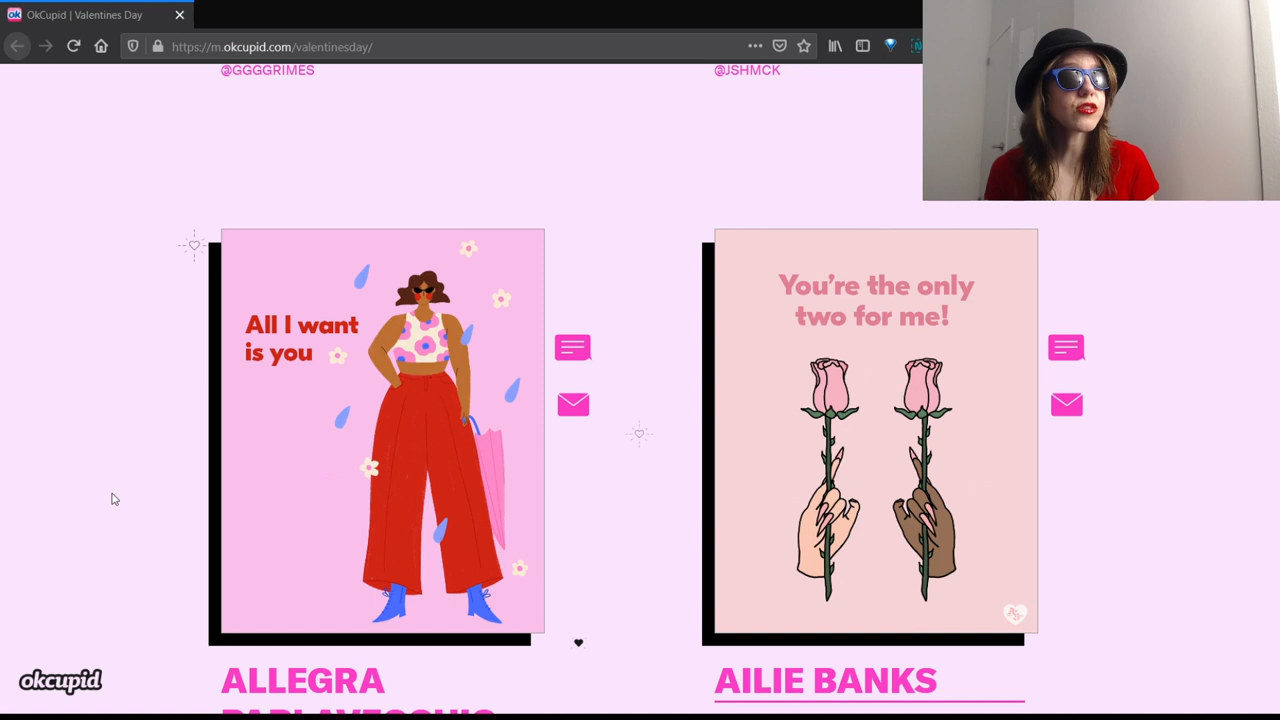 OkCupid | Valentines Day
https://m.okcupid.com/valentinesday/
@GGGGRIMES
@JSHMCK
All I want
is you
You're the only
two for me!
okcupid
ALLEGRA
AILIE BANKS